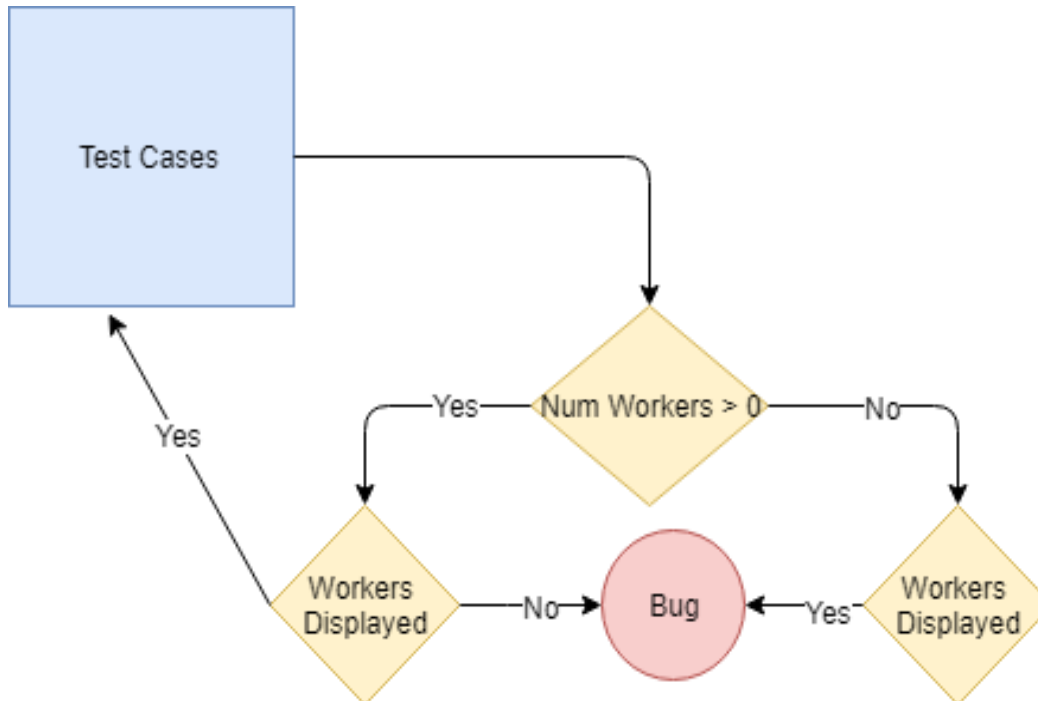 Test Cases
Yes
Num Workers > 0
No
Yes
Workers
Displayed
No
Bug
Yes
Workers
Displayed